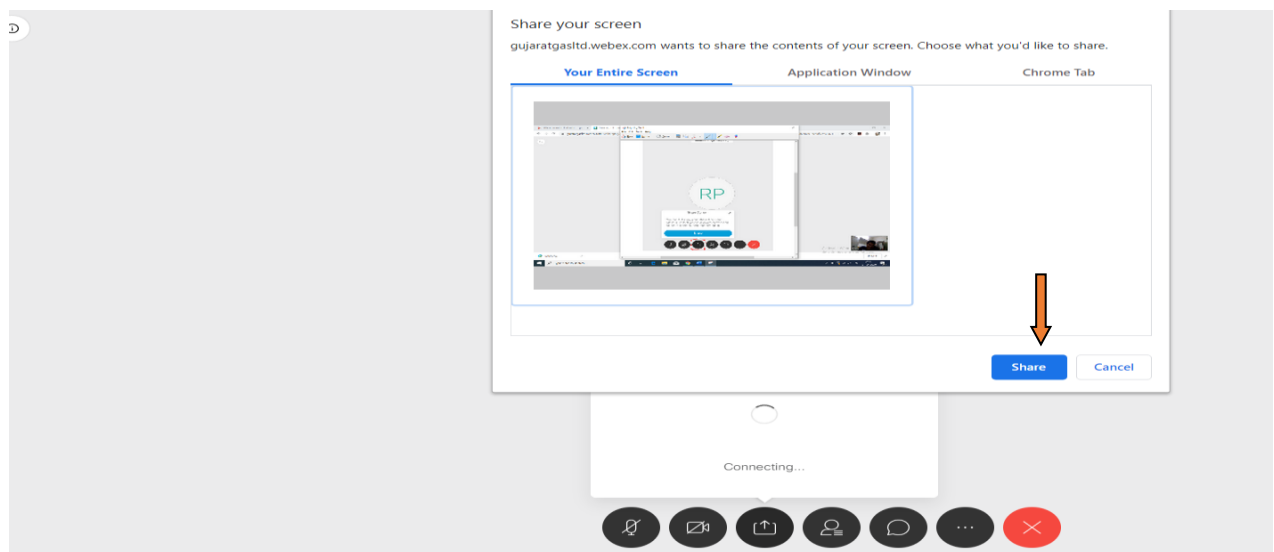 Share your screen
gujaratgasltd.webex.com wants to share the contents of your screen. Choose what you'd like to share.
Your Entire Screen Application Window Chrome Tab
RP
Share Cancel
Connecting...